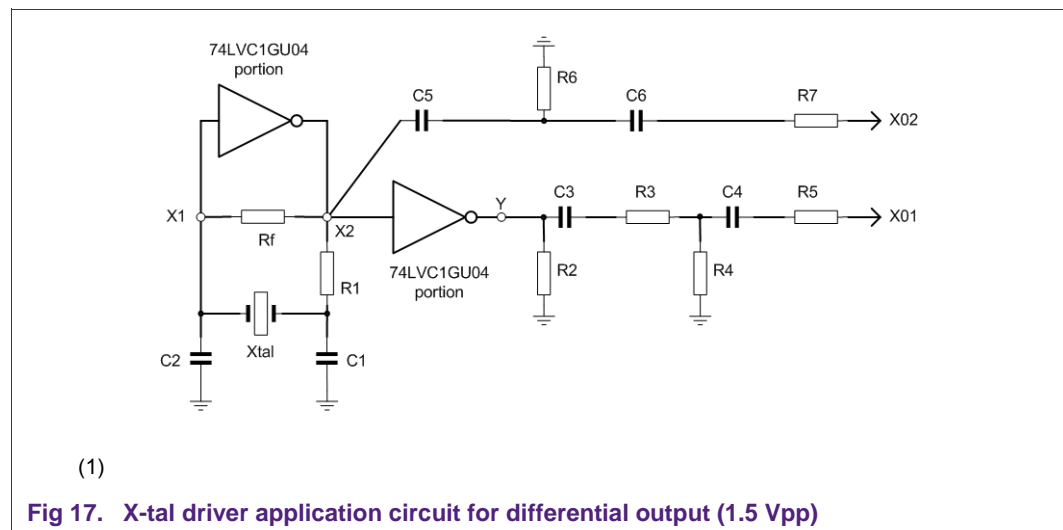 74LVC1GU04
portion
R6
C5
C6
R7
X02
X1
Rf
X2
Y
C3
R3
C4
R5
X01
74LVC1GU04
portion
R1
R2
R4
C2
Xtal
C1
(1)
Fig 17. X-tal driver application circuit for differential output (1.5 Vpp)